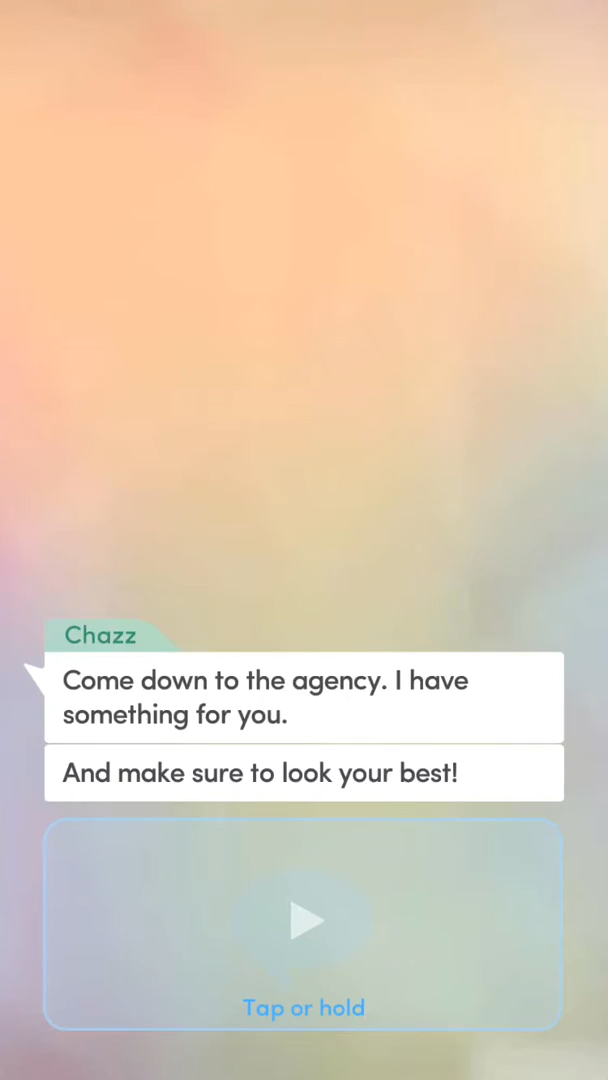 Chazz
Come down to the agency. I have
something for you.
And make sure to look your best!
Tap or hold